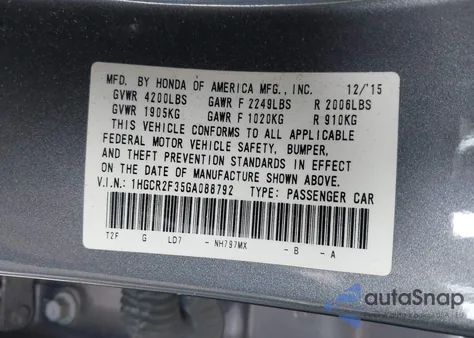 MFD. BY HONDA OF AMERICA MFG., INC. 12/'15
GVWR 4200LBS GAWR F 2249LBS R 2006LBS
GVWR 1905KG GAWR F 1020KG R 910KG
THIS VEHICLE CONFORMS TO ALL APPLICABLE
FEDERAL MOTOR VEHICLE SAFETY, BUMPER,
AND THEFT PREVENTION STANDARDS IN EFFECT
ON THE DATE OF MANUFACTURE SHOWN ABOVE.
V.I.N.: 1HGCR2F35GA088792 TYPE: PASSENGER CAR
T2F G LD7 -NH797MX -B -A
autaSnap